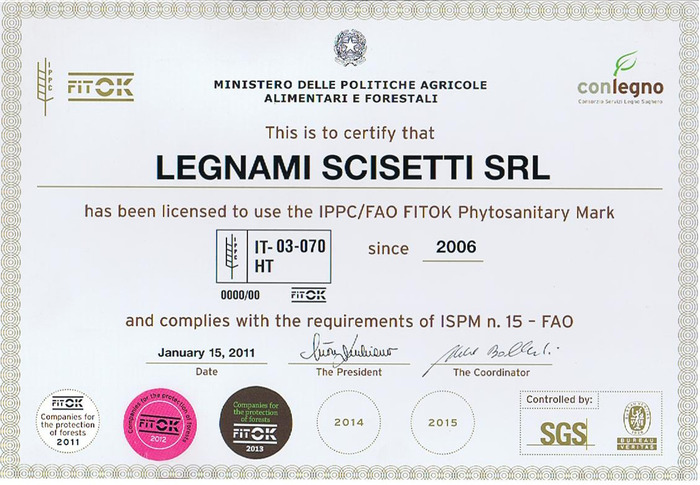 IPPC
FITOK
MINISTERO DELLE POLITICHE AGRICOLE
ALIMENTARI E FORESTALI
conlegno
Consorzio Servizi Legno Sughero
This is to certify that
LEGNAMI SCISETTI SRL
has been licensed to use the IPPC/FAO FITOK Phytosanitary Mark
IPPC
IT- 03-070
HT
since 2006
0000/00 FITOK
and complies with the requirements of ISPM n. 15 – FAO
January 15, 2011
Date
The President
The Coordinator
FITOK
Companies for
the protection
of forests
2011
Companies for the protection of forests
FITOK
2012
Companies for
the protection
of forests
FITOK
2013
2014
2015
Controlled by:
SGS
BUREAU
VERITAS